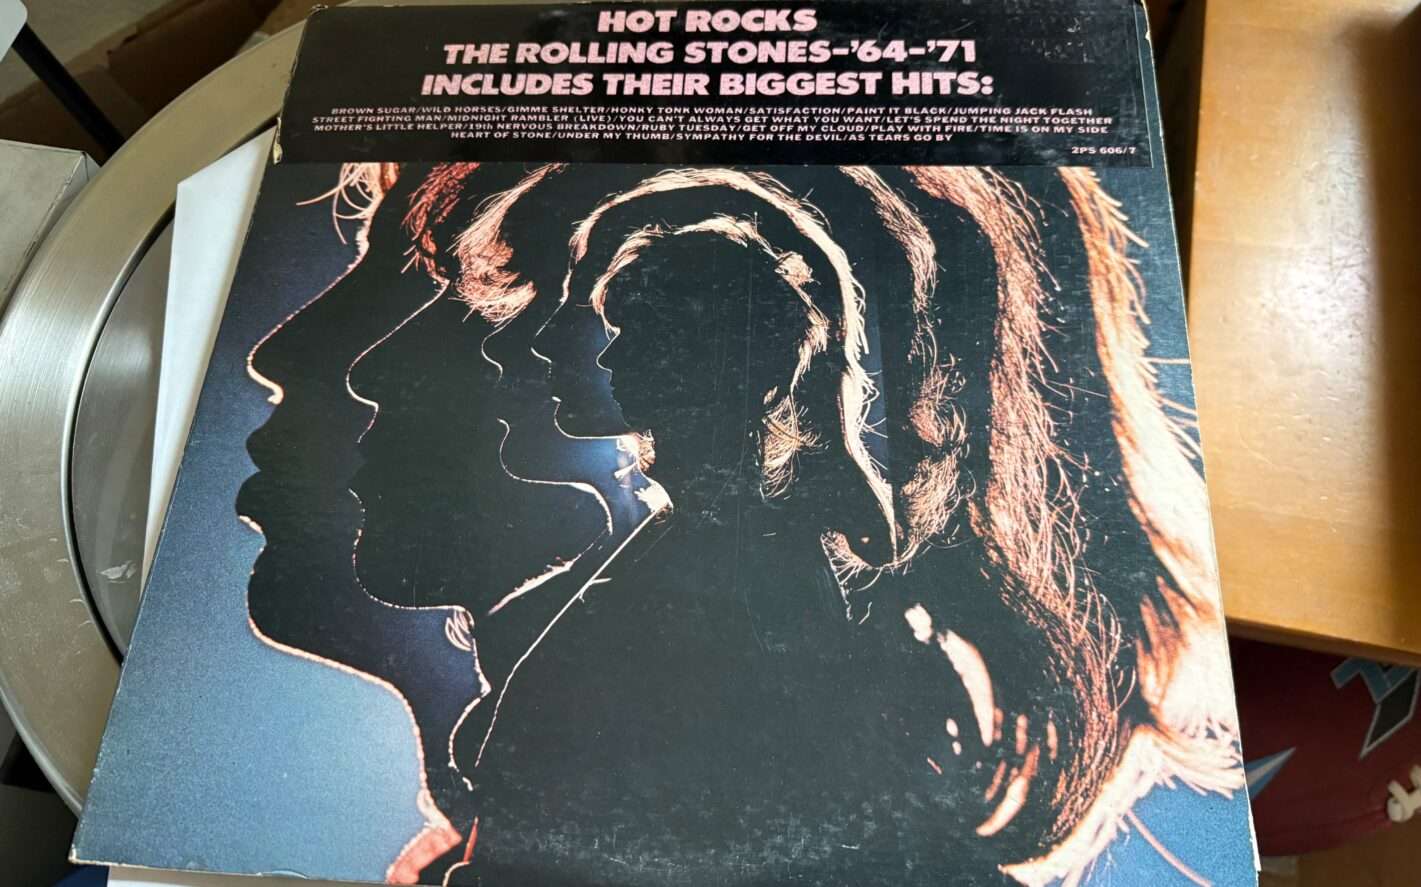 HOT ROCKS
THE ROLLING STONES-'64-'71
INCLUDES THEIR BIGGEST HITS:
BROWN SUGAR/WILD HORSES/GIMME SHELTER/HONKY TONK WOMAN/SATISFACTION/PAINT IT BLACK/JUMPING JACK FLASH
STREET FIGHTING MAN/MIDNIGHT RAMBLER (LIVE)/YOU CAN'T ALWAYS GET WHAT YOU WANT/LET'S SPEND THE NIGHT TOGETHER
MOTHER'S LITTLE HELPER/19th NERVOUS BREAKDOWN/RUBY TUESDAY/GET OFF MY CLOUD/PLAY WITH FIRE/TIME IS ON MY SIDE
HEART OF STONE/UNDER MY THUMB/SYMPATHY FOR THE DEVIL/AS TEARS GO BY
2PS 606/7